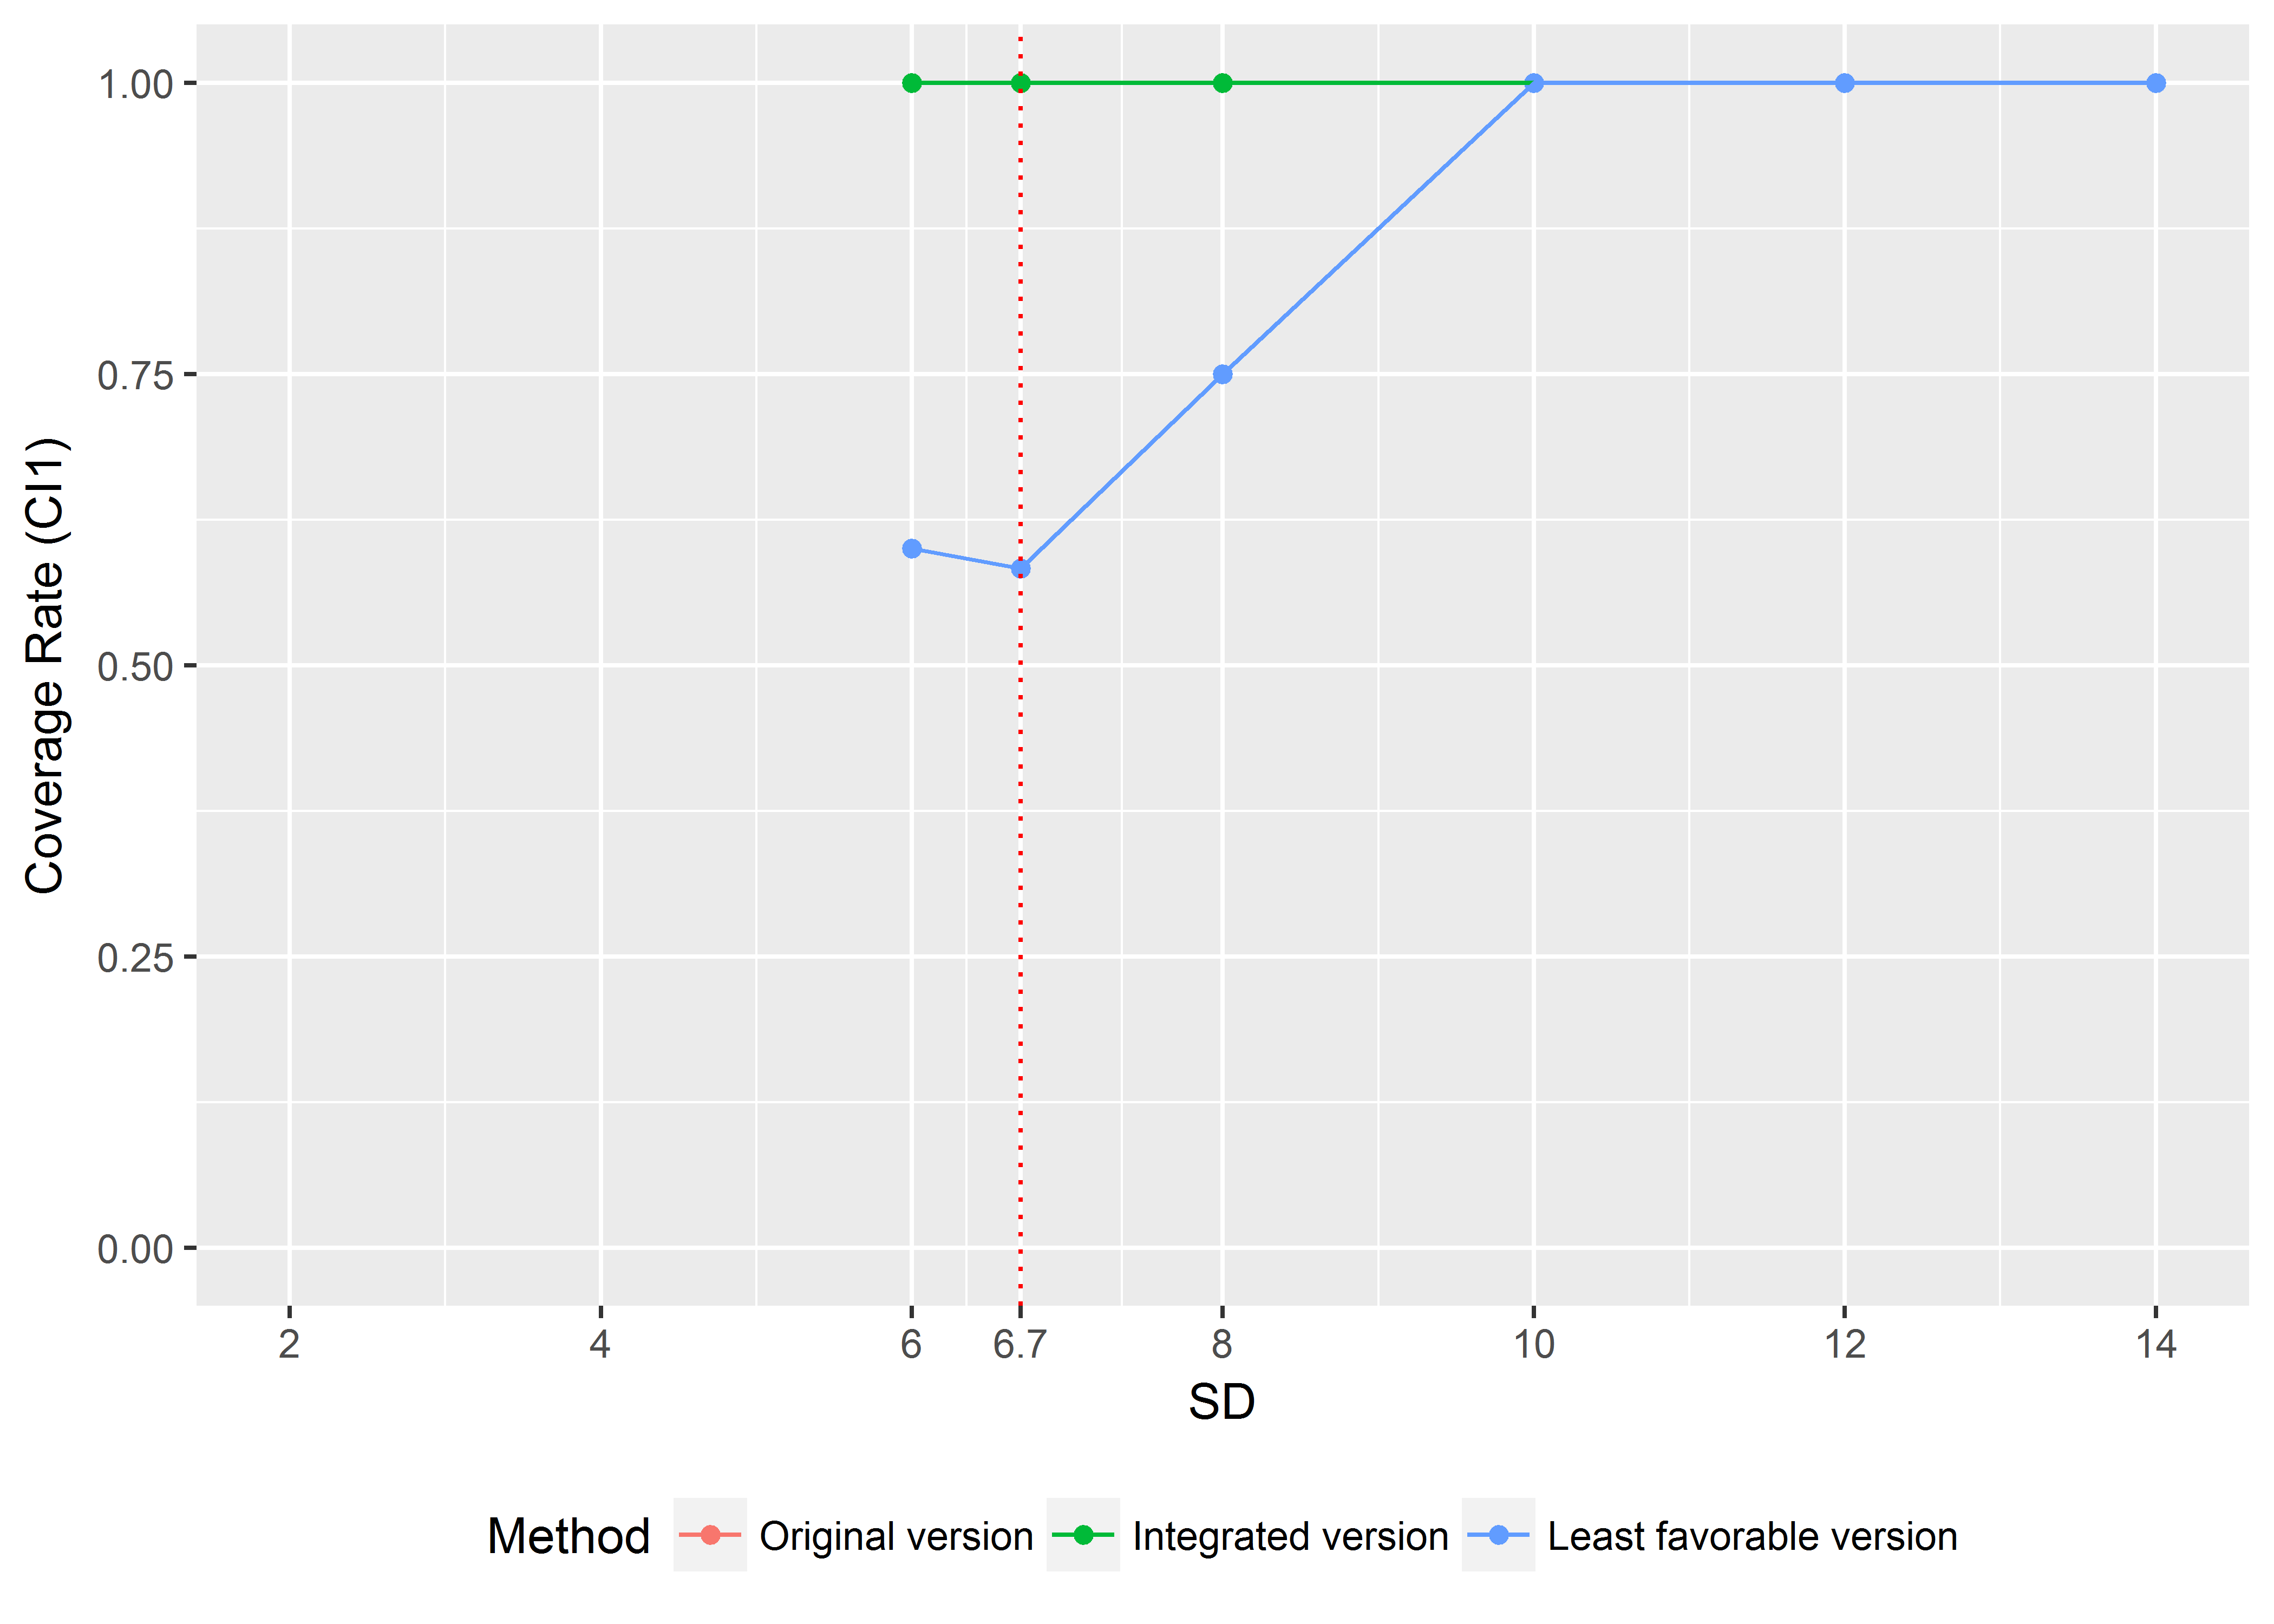 Coverage Rate (CI1)
1.00
0.75
0.50
0.25
0.00
2 4 6 6.7 8 10 12 14
SD
Method Original version Integrated version Least favorable version